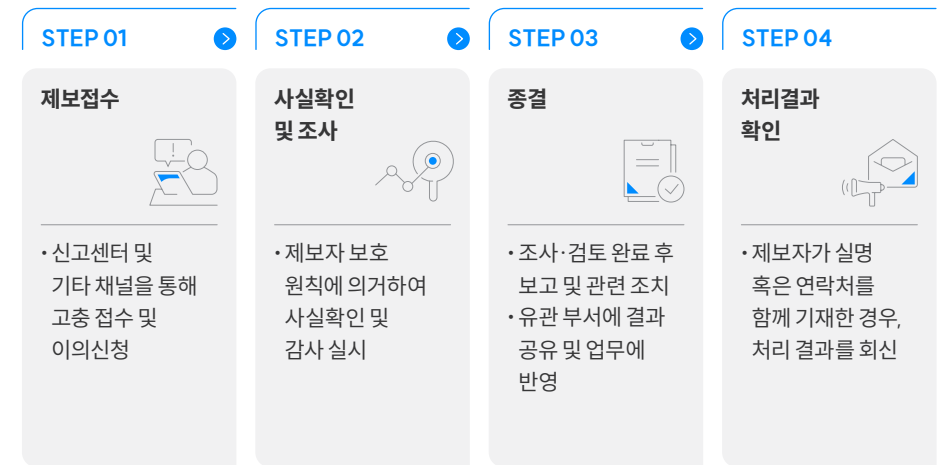 STEP 01
제보접수
· 신고센터 및
기타 채널을 통해
고충 접수 및
이의신청
STEP 02
사실확인
및 조사
· 제보자 보호
원칙에 의거하여
사실확인 및
감사 실시
STEP 03
종결
· 조사·검토 완료 후
보고 및 관련 조치
· 유관 부서에 결과
공유 및 업무에
반영
STEP 04
처리결과
확인
· 제보자가 실명
혹은 연락처를
함께 기재한 경우,
처리 결과를 회신